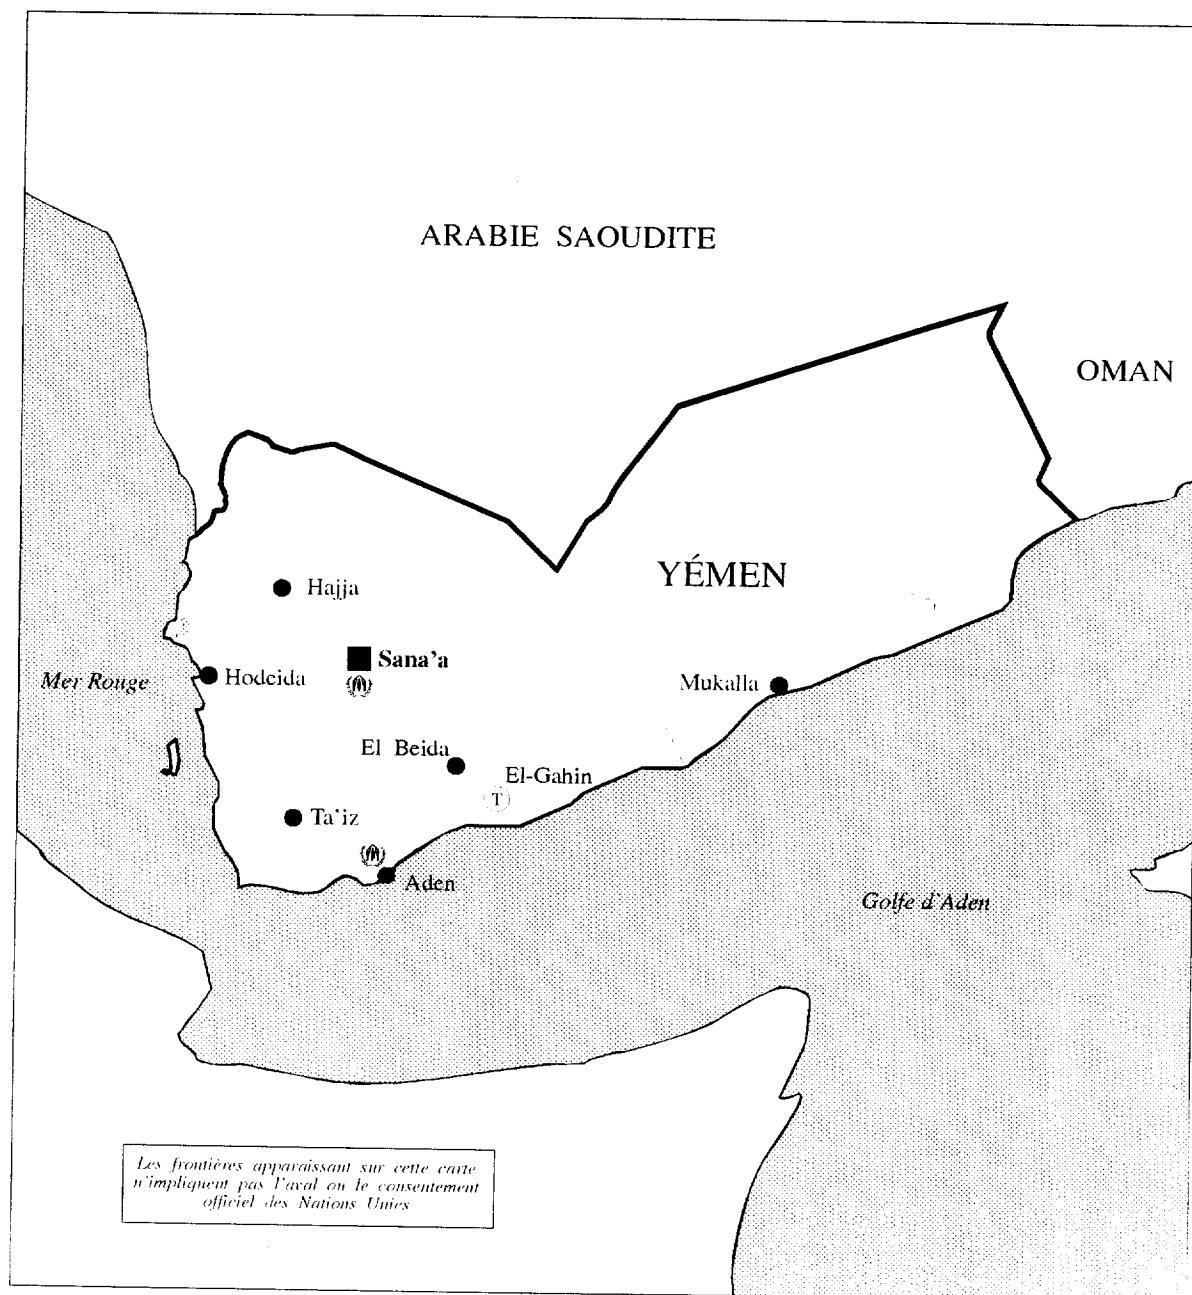 ARABIE SAOUDITE
OMAN
YÉMEN
Hajja
Sana'a
Hodeida
Mer Rouge
Mukalla
El Beida
El-Gahin
T
Ta'iz
Aden
Golfe d'Aden
Les frontières apparaissant sur cette carte
n'impliquent pas l'aval ou le consentement
officiel des Nations Unies